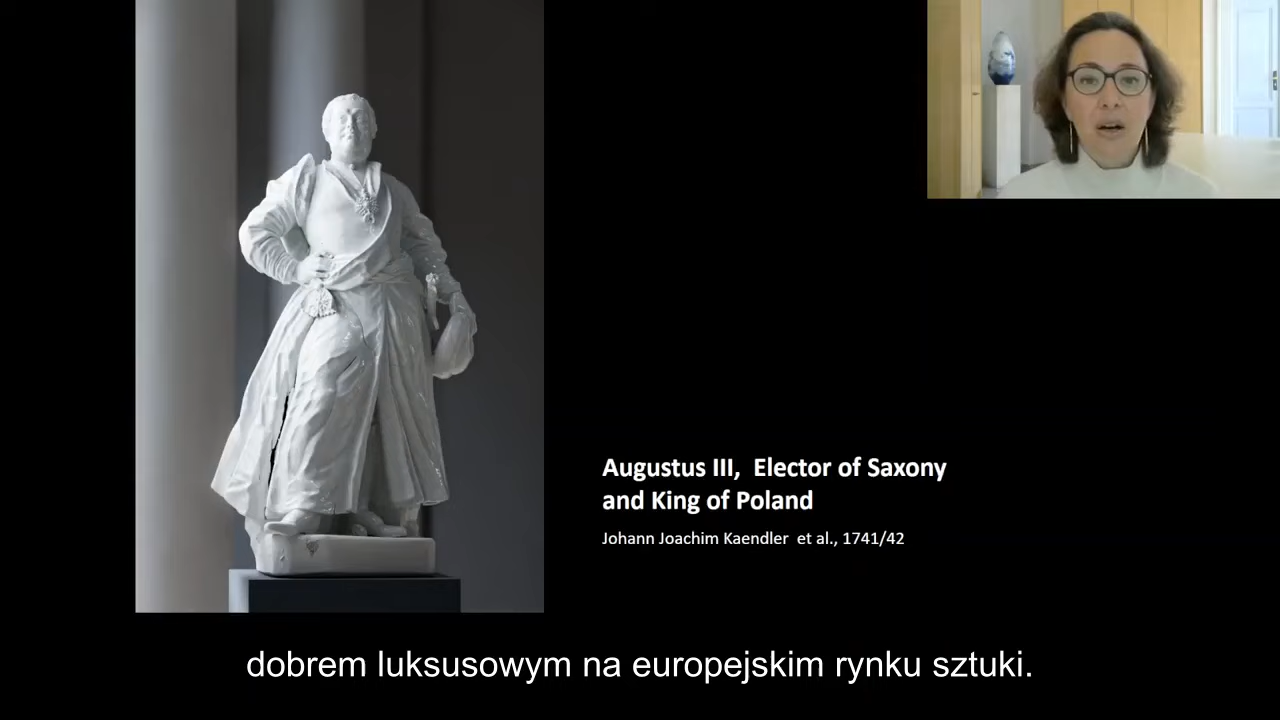 Augustus III, Elector of Saxony
and King of Poland
Johann Joachim Kaendler et al., 1741/42
dobrem luksusowym na europejskim rynku sztuki.